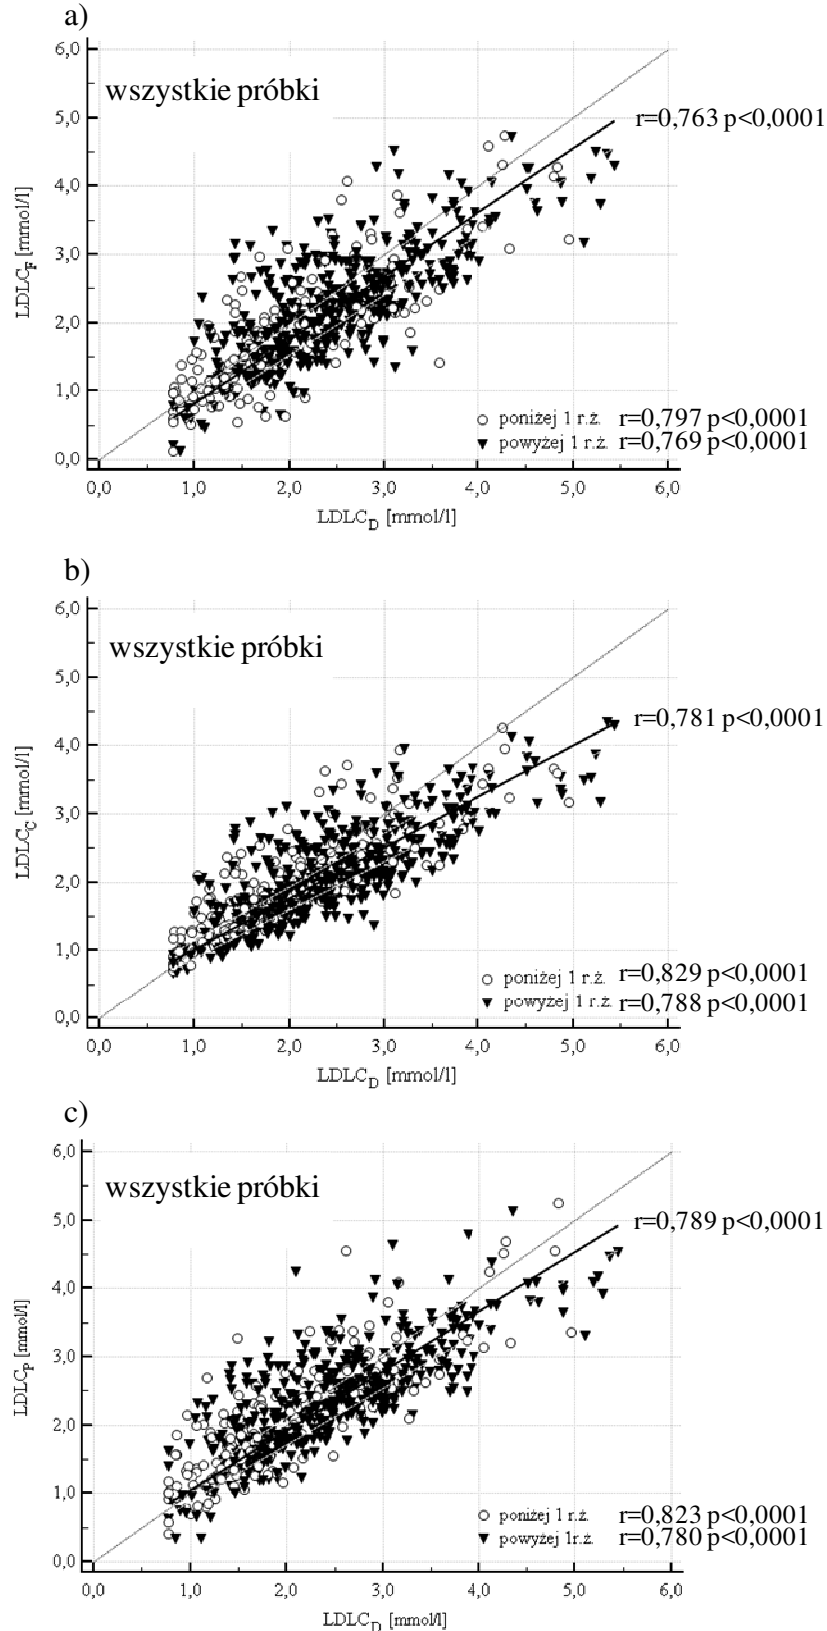 a)
6,0
wszystkie próbki
5,0
r=0,763 p<0,0001
4,0
LDLC_F [mmol/l]
3,0
2,0
1,0
poniżej 1 r.ż. r=0,797 p<0,0001
powyżej 1 r.ż. r=0,769 p<0,0001
0,0
0,0 1,0 2,0 3,0 4,0 5,0 6,0
LDLC_D [mmol/l]
b)
6,0
wszystkie próbki
5,0
r=0,781 p<0,0001
4,0
LDLC_C [mmol/l]
3,0
2,0
1,0
poniżej 1 r.ż. r=0,829 p<0,0001
powyżej 1 r.ż. r=0,788 p<0,0001
0,0
0,0 1,0 2,0 3,0 4,0 5,0 6,0
LDLC_D [mmol/l]
c)
6,0
wszystkie próbki
5,0
r=0,789 p<0,0001
4,0
LDLC_P [mmol/l]
3,0
2,0
1,0
poniżej 1 r.ż. r=0,823 p<0,0001
powyżej 1r.ż. r=0,780 p<0,0001
0,0
0,0 1,0 2,0 3,0 4,0 5,0 6,0
LDLC_D [mmol/l]